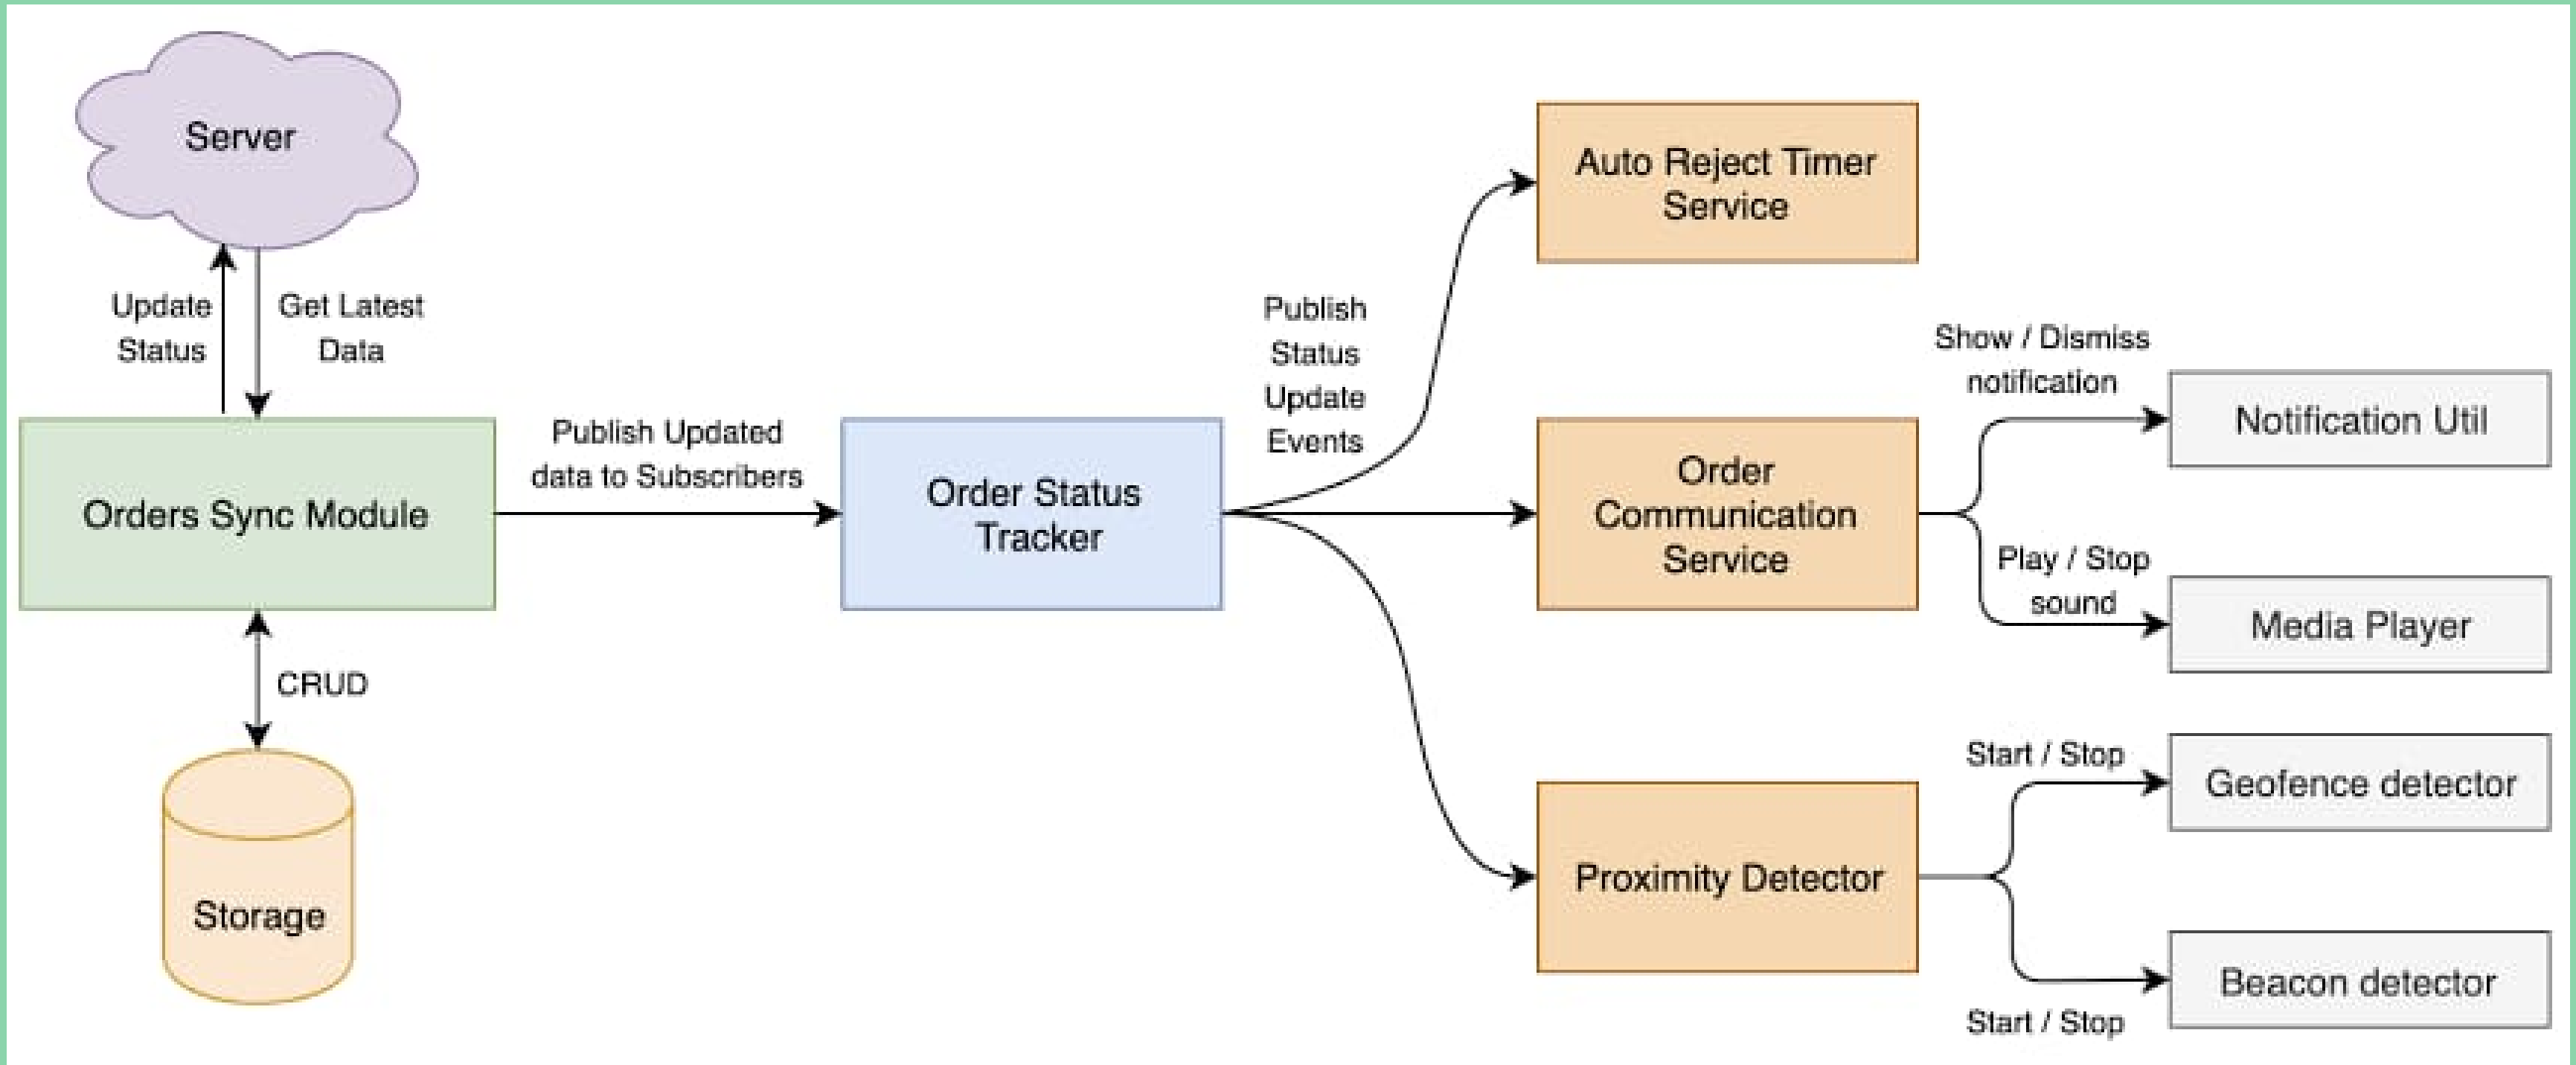 Server
Update
Status
Get Latest
Data
Orders Sync Module
CRUD
Storage
Publish Updated
data to Subscribers
Order Status
Tracker
Publish
Status
Update
Events
Auto Reject Timer
Service
Order
Communication
Service
Show / Dismiss
notification
Notification Util
Play / Stop
sound
Media Player
Proximity Detector
Start / Stop
Geofence detector
Beacon detector
Start / Stop